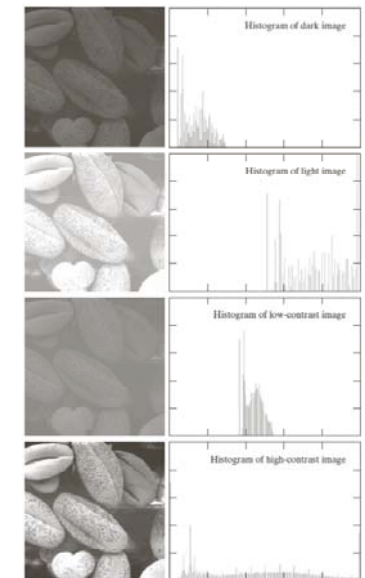 Histogram of dark image
Histogram of light image
Histogram of low-contrast image
Histogram of high-contrast image